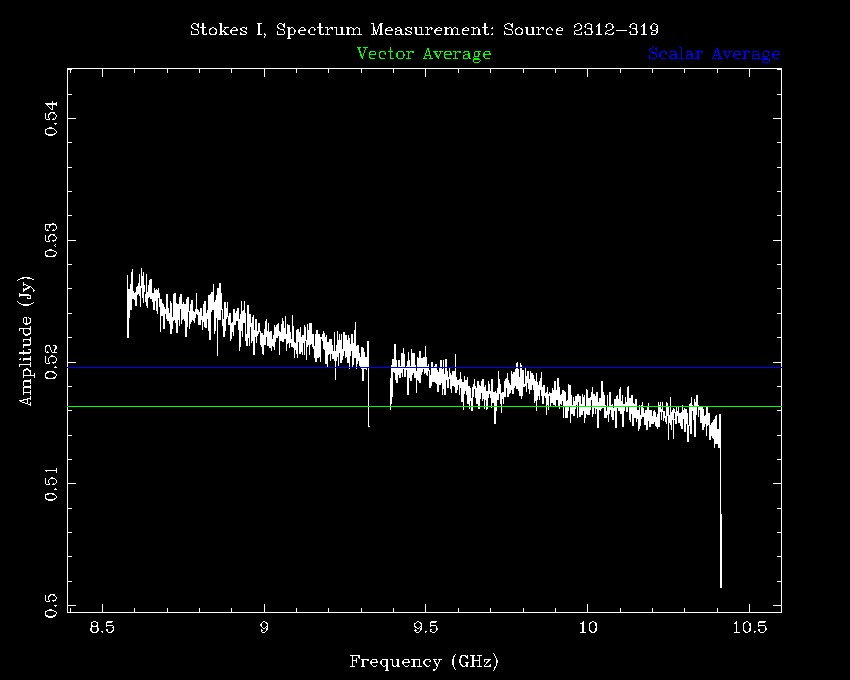 Stokes I, Spectrum Measurement: Source 2312-319
Vector Average
Scalar Average
Amplitude (Jy)
0.54
0.53
0.52
0.51
0.5
8.5
9
9.5
10
10.5
Frequency (GHz)